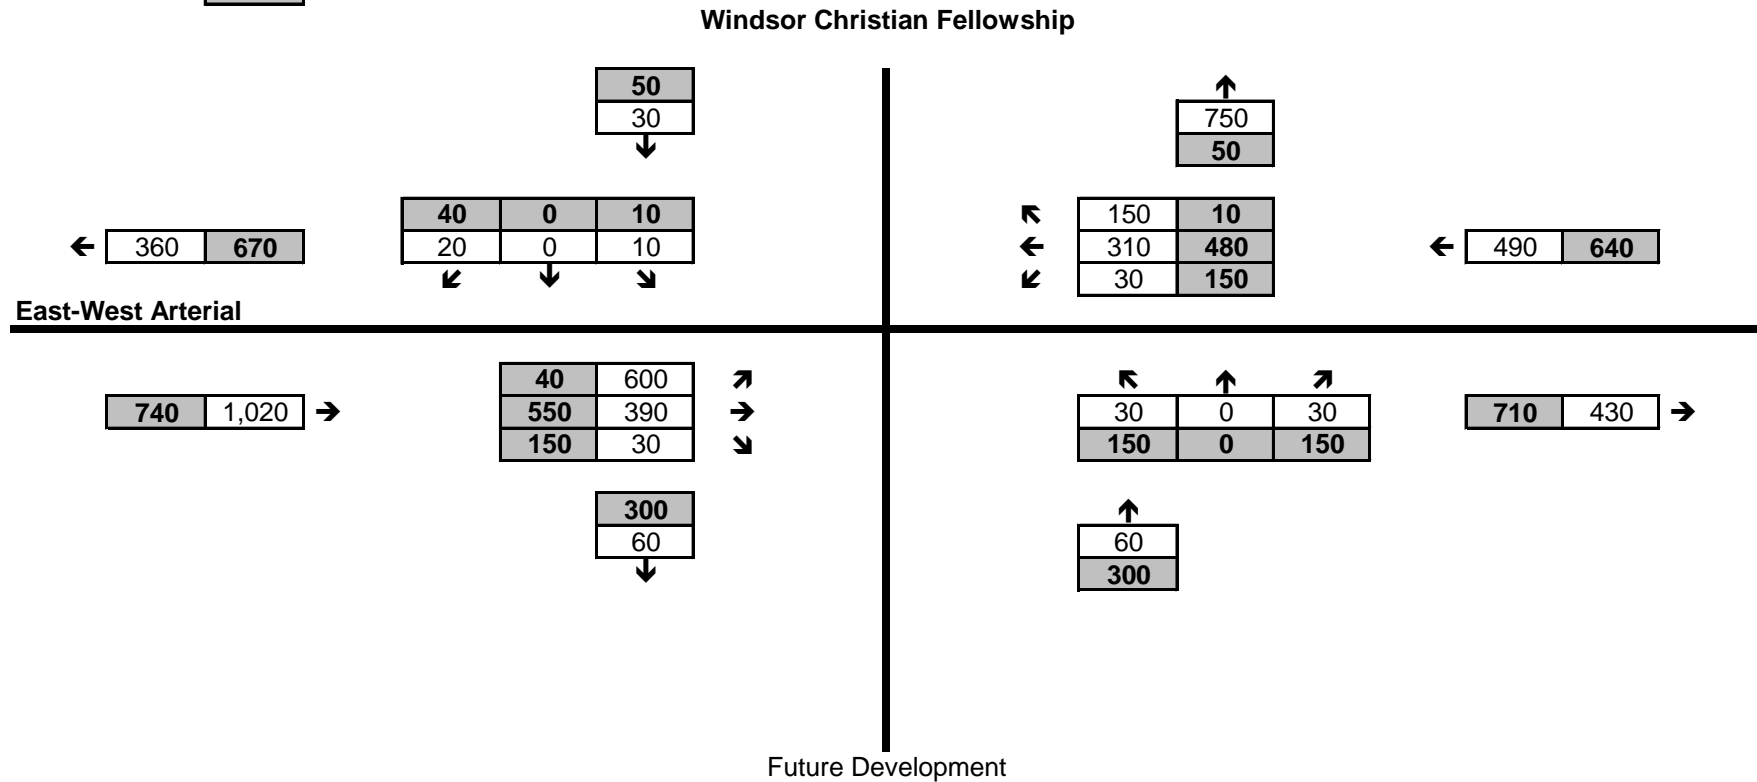 Windsor Christian Fellowship
50
↑
30
750
↓
50
40 0 10
↖ 150 10
← 360 670
20 0 10
← 310 480
← 490 640
↙ ↓ ↘
↙ 30 150
East-West Arterial
40 600 ↗
↖ ↑ ↗
740 1,020 →
550 390 →
30 0 30
710 430 →
150 30 ↘
150 0 150
300
↑
60
60
↓
300
Future Development